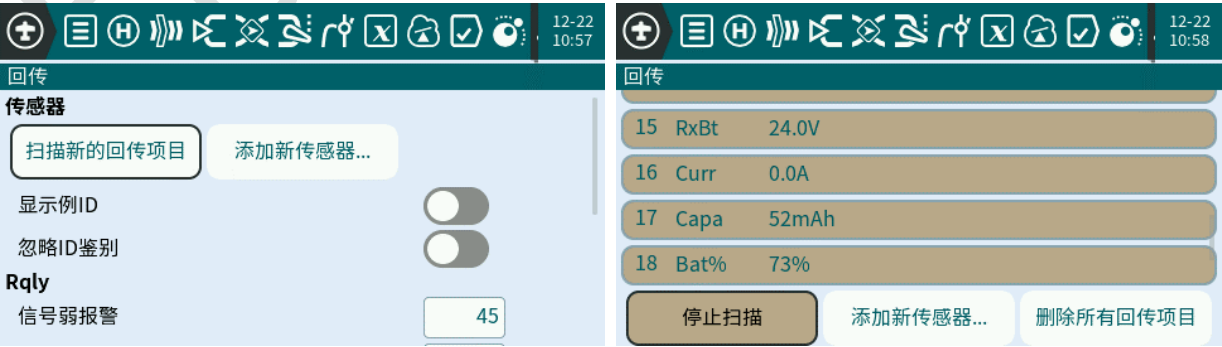 12-22
10:57
回传
传感器
扫描新的回传项目 添加新传感器...
显示例ID
忽略ID鉴别
Rqly
信号弱报警 45
12-22
10:58
回传
15 RxBt 24.0V
16 Curr 0.0A
17 Capa 52mAh
18 Bat% 73%
停止扫描 添加新传感器... 删除所有回传项目